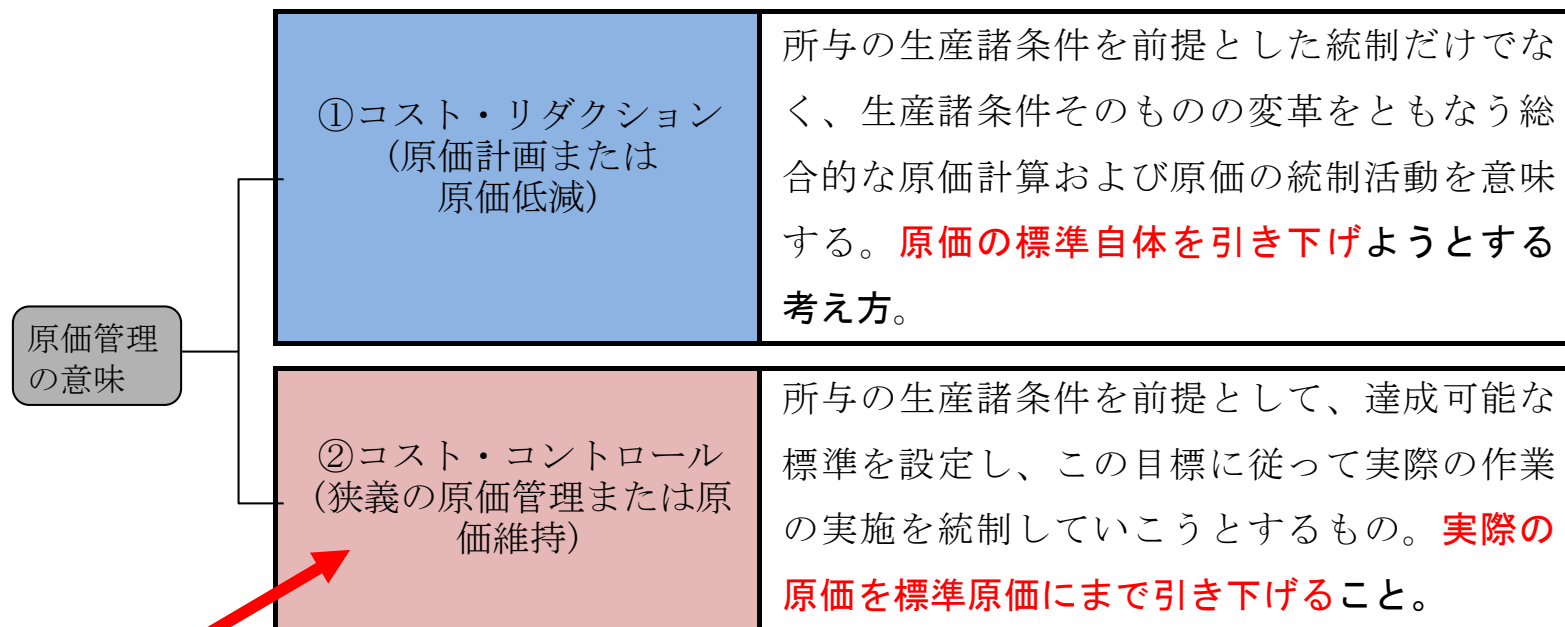 ①コスト・リダクション
(原価計画または
原価低減)
所与の生産諸条件を前提とした統制だけでな
く、生産諸条件そのものの変革をともなう総
合的な原価計算および原価の統制活動を意味
する。原価の標準自体を引き下げようとする
考え方。
原価管理
の意味
②コスト・コントロール
(狭義の原価管理または原
価維持)
所与の生産諸条件を前提として、達成可能な
標準を設定し、この目標に従って実際の作業
の実施を統制していこうとするもの。実際の
原価を標準原価にまで引き下げること。